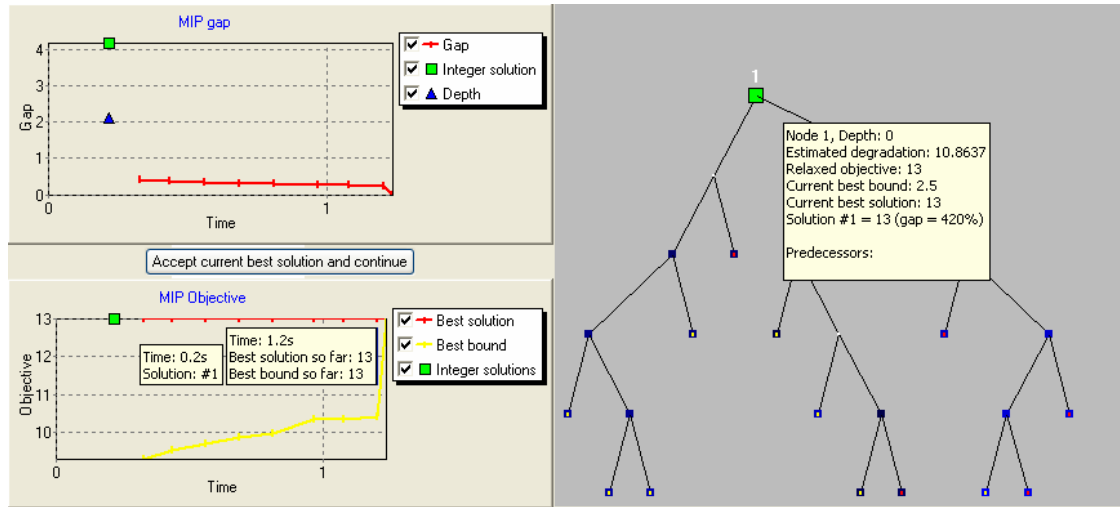 MIP gap
4
3
2
1
0
Gap
0
1
Time
Gap
Integer solution
Depth
Accept current best solution and continue
MIP Objective
13
12
11
10
Objective
0
1
Time
Time: 0.2s
Solution: #1
Time: 1.2s
Best solution so far: 13
Best bound so far: 13
Best solution
Best bound
Integer solutions
1
Node 1, Depth: 0
Estimated degradation: 10.8637
Relaxed objective: 13
Current best bound: 2.5
Current best solution: 13
Solution #1 = 13 (gap = 420%)
Predecessors: